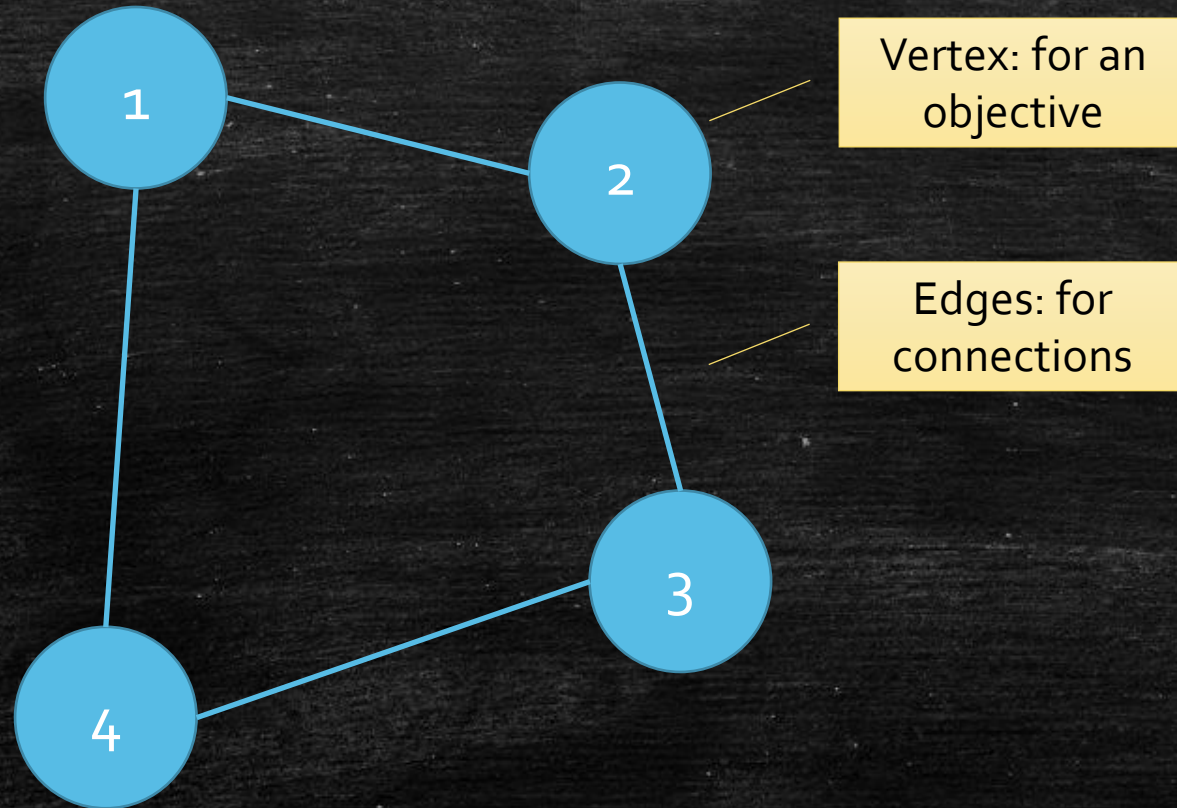 1
2
Vertex: for an
objective
Edges: for
connections
3
4